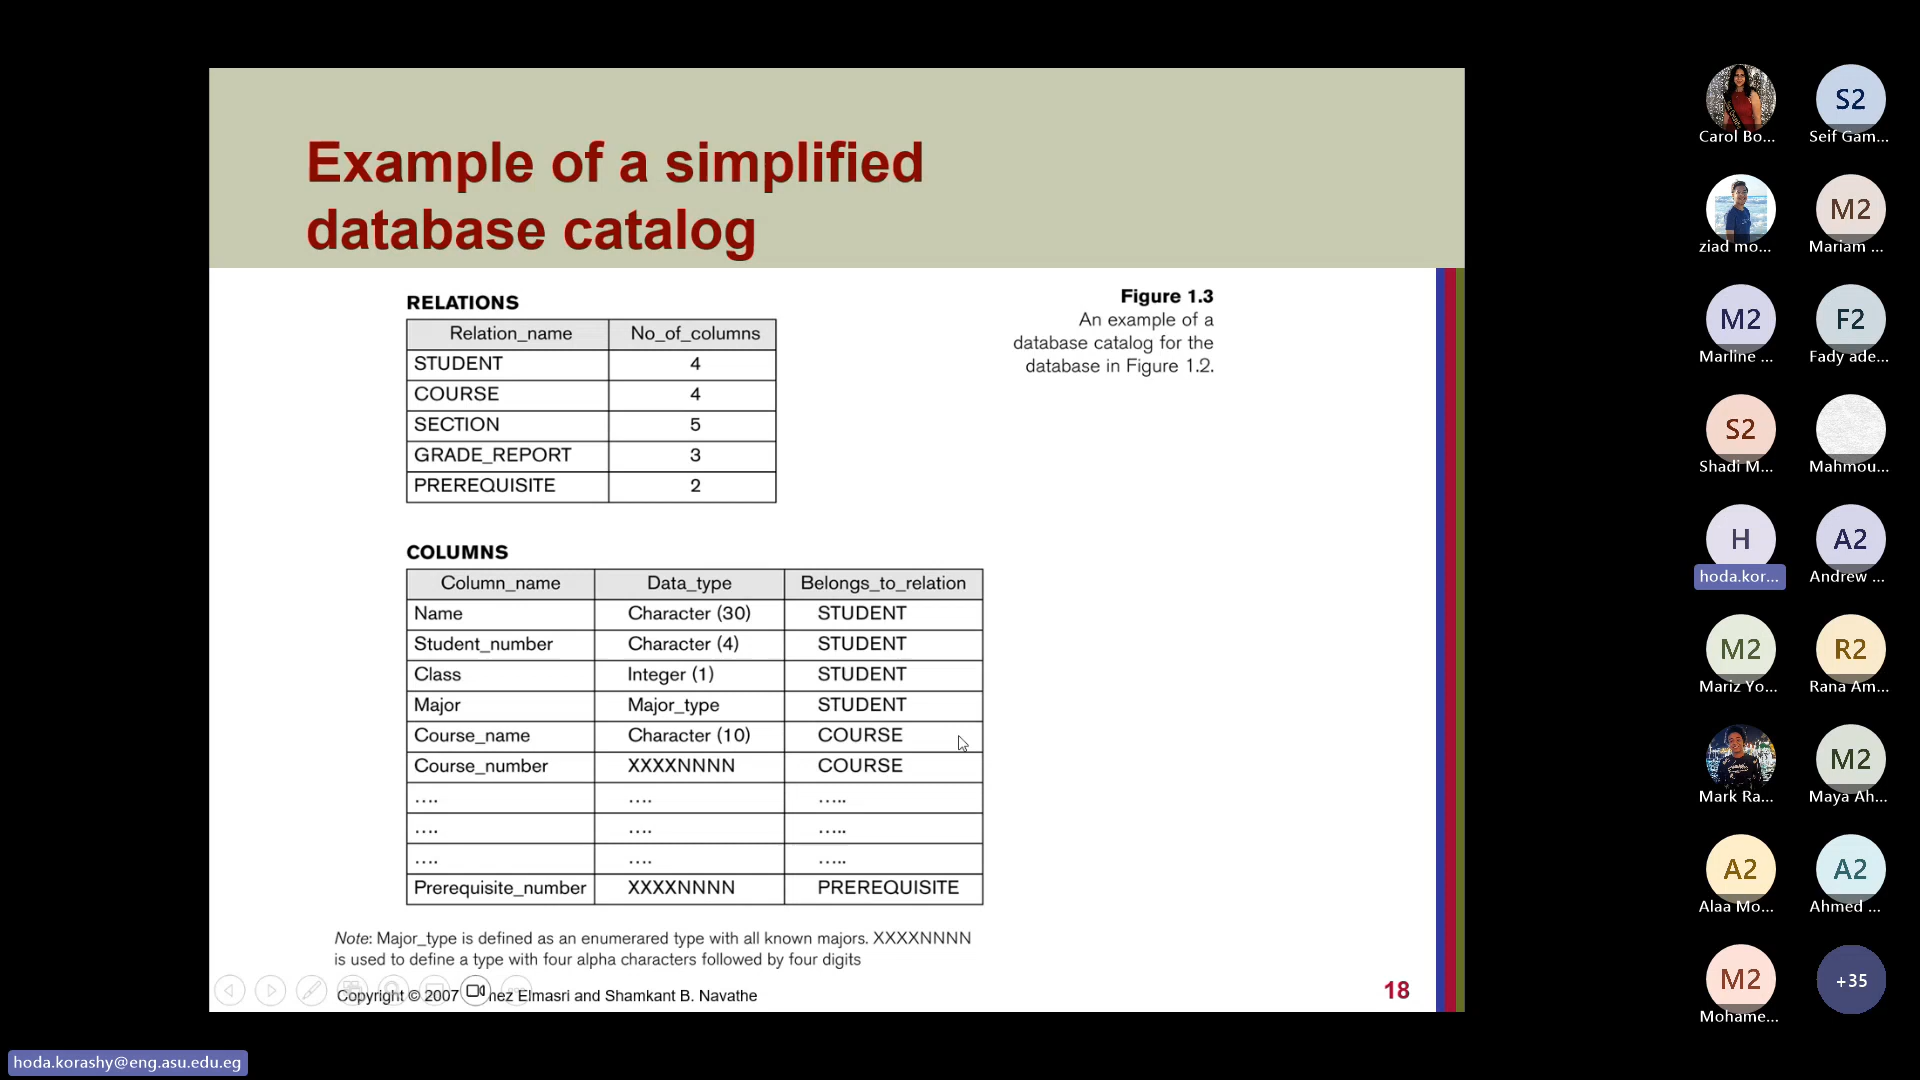 Example of a simplified
database catalog
RELATIONS
Relation_name No_of_columns
STUDENT 4
COURSE 4
SECTION 5
GRADE_REPORT 3
PREREQUISITE 2
Figure 1.3
An example of a
database catalog for the
database in Figure 1.2.
COLUMNS
Column_name Data_type Belongs_to_relation
Name Character (30) STUDENT
Student_number Character (4) STUDENT
Class Integer (1) STUDENT
Major Major_type STUDENT
Course_name Character (10) COURSE
Course_number XXXXNNNN COURSE
…. …. …..
…. …. …..
…. …. …..
Prerequisite_number XXXXNNNN PREREQUISITE
Note: Major_type is defined as an enumerared type with all known majors. XXXXNNNN
is used to define a type with four alpha characters followed by four digits
Copyright © 2007 mez Elmasri and Shamkant B. Navathe
18
S2
Carol Bo... Seif Gam...
M2
ziad mo... Mariam ...
M2 F2
Marline ... Fady ade...
S2
Shadi M... Mahmou...
H A2
hoda.kor... Andrew ...
M2 R2
Mariz Yo... Rana Am...
M2
Mark Ra... Maya Ah...
A2 A2
Alaa Mo... Ahmed ...
M2 +35
Mohame...
hoda.korashy@eng.asu.edu.eg